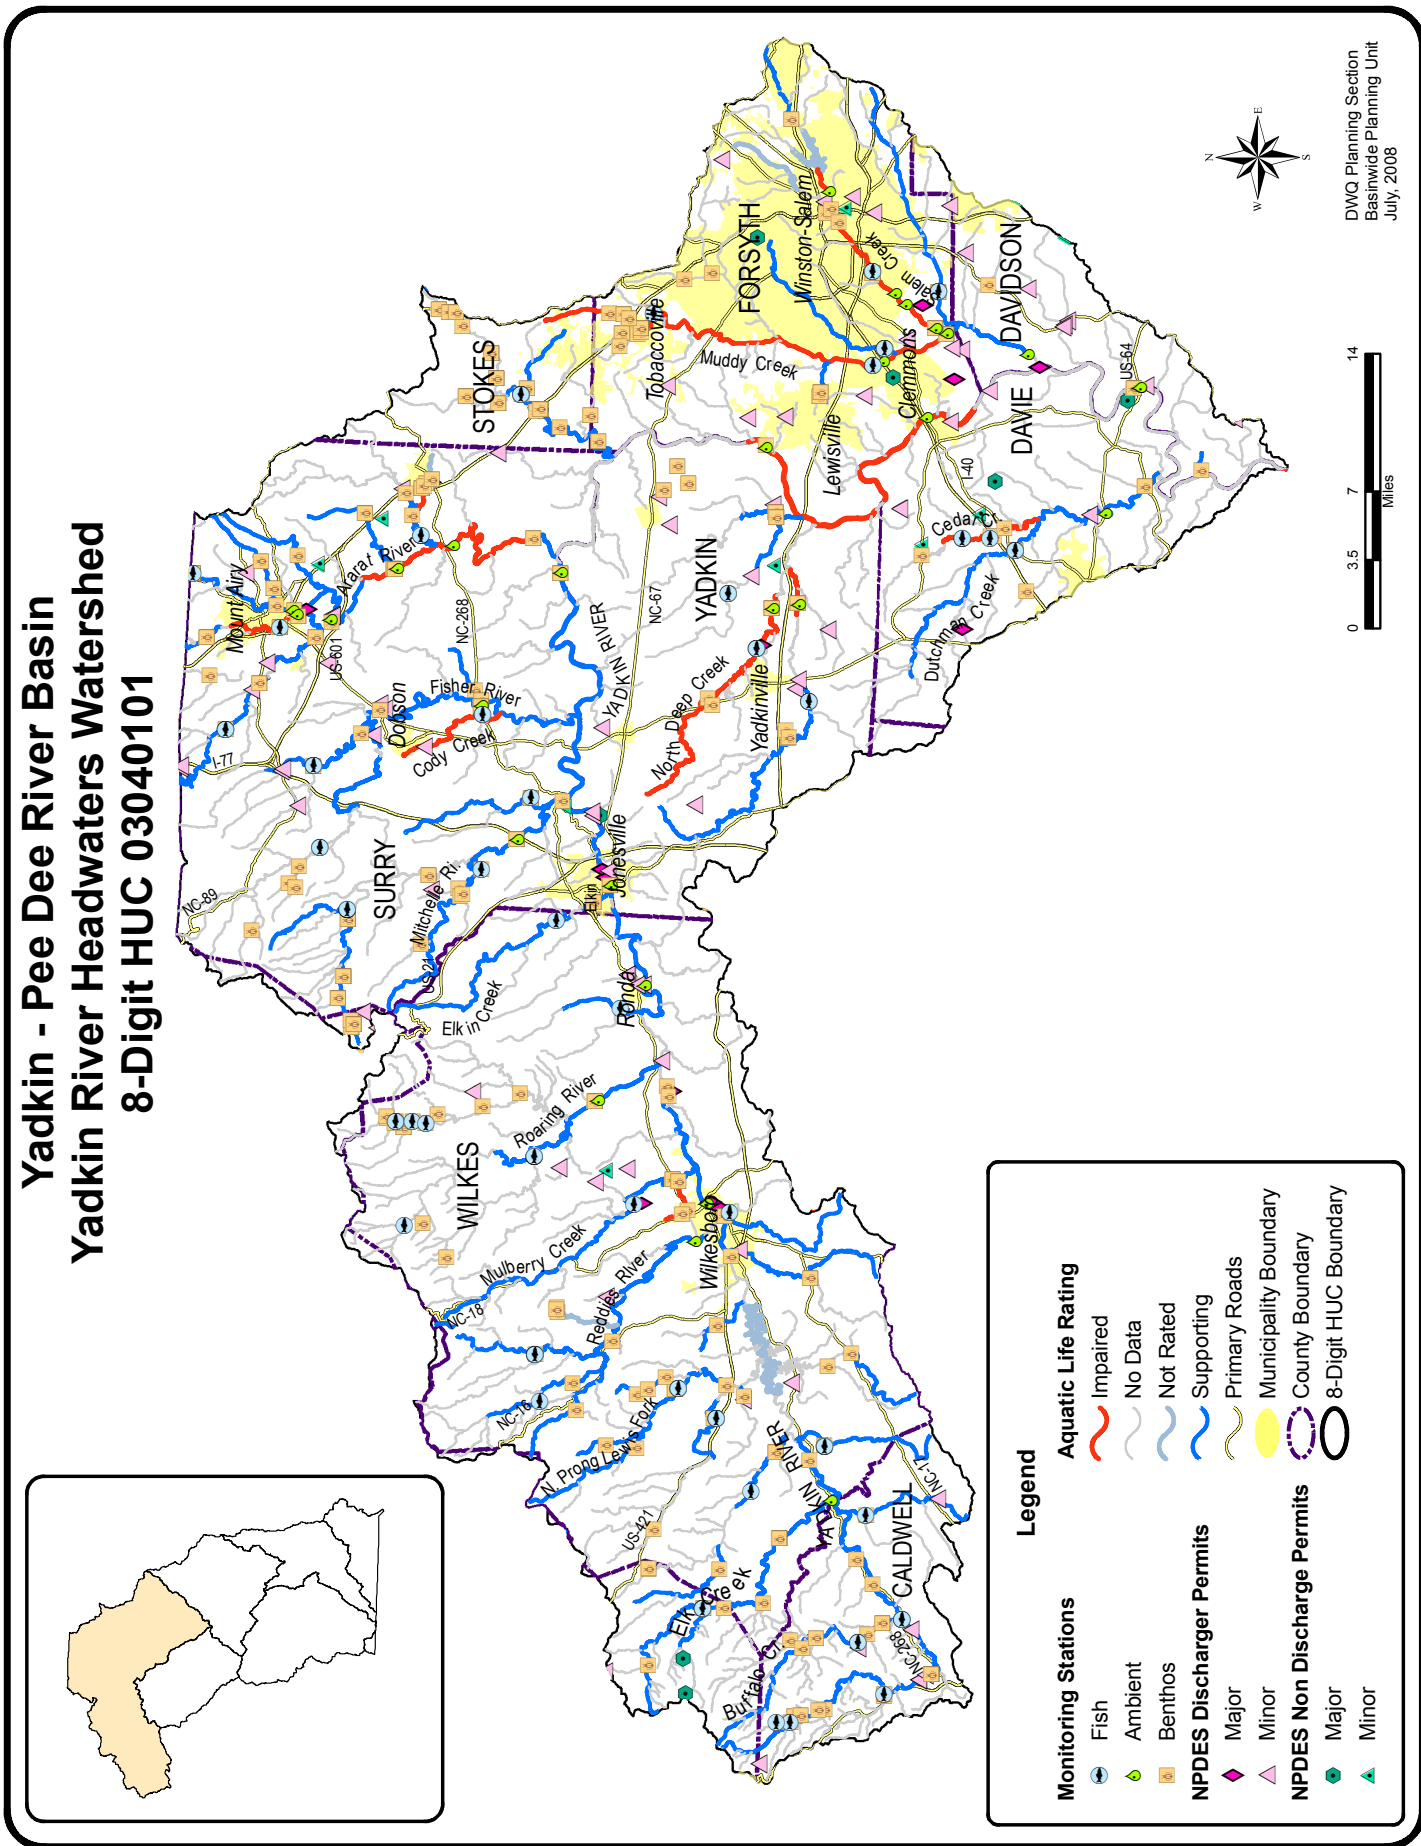 Yadkin - Pee Dee River Basin
Yadkin River Headwaters Watershed
8-Digit HUC 03040101
STOKES
FORSYTH
Winston-Salem
Tobaccoville
Muddy Creek
Salem Creek
Clemmons
Lewisville
DAVIDSON
DAVIE
US-64
I-40
Cedar Cr.
Dutchman Creek
Mount Airy
Ararat River
US-601
NC-268
NC-67
YADKIN
YADKIN RIVER
Fisher River
Dobson
Cody Creek
North Deep Creek
Yadkinville
I-77
NC-89
SURRY
Mitchelle Ri.
Elkin
Jonesville
US-21
Elkin Creek
Ronda
WILKES
Roaring River
Mulberry Creek
Reddies River
Wilkesboro
NC-18
NC-16
N. Prong Lewis Fork
US-421
YADKIN RIVER
CALDWELL
NC-17
Elk Creek
Buffalo Cr.
NC-268
N
E
S
W
DWQ Planning Section
Basinwide Planning Unit
July, 2008
0 3.5 7 14
Miles
Legend
Monitoring Stations
Fish
Ambient
Benthos
NPDES Discharger Permits
Major
Minor
NPDES Non Discharge Permits
Major
Minor
Aquatic Life Rating
Impaired
No Data
Not Rated
Supporting
Primary Roads
Municipality Boundary
County Boundary
8-Digit HUC Boundary